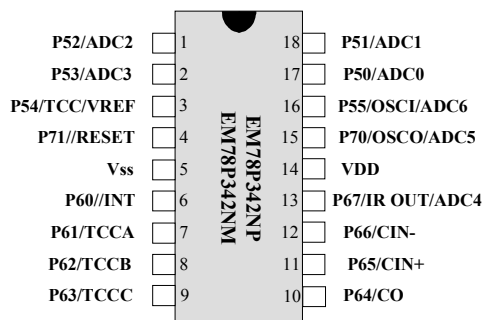 P52/ADC2 1 18 P51/ADC1
P53/ADC3 2 17 P50/ADC0
P54/TCC/VREF 3 16 P55/OSCI/ADC6
P71//RESET 4 15 P70/OSCO/ADC5
Vss 5 14 VDD
P60//INT 6 13 P67/IR OUT/ADC4
P61/TCCA 7 12 P66/CIN-
P62/TCCB 8 11 P65/CIN+
P63/TCCC 9 10 P64/CO
EM78P342NP
EM78P342NM